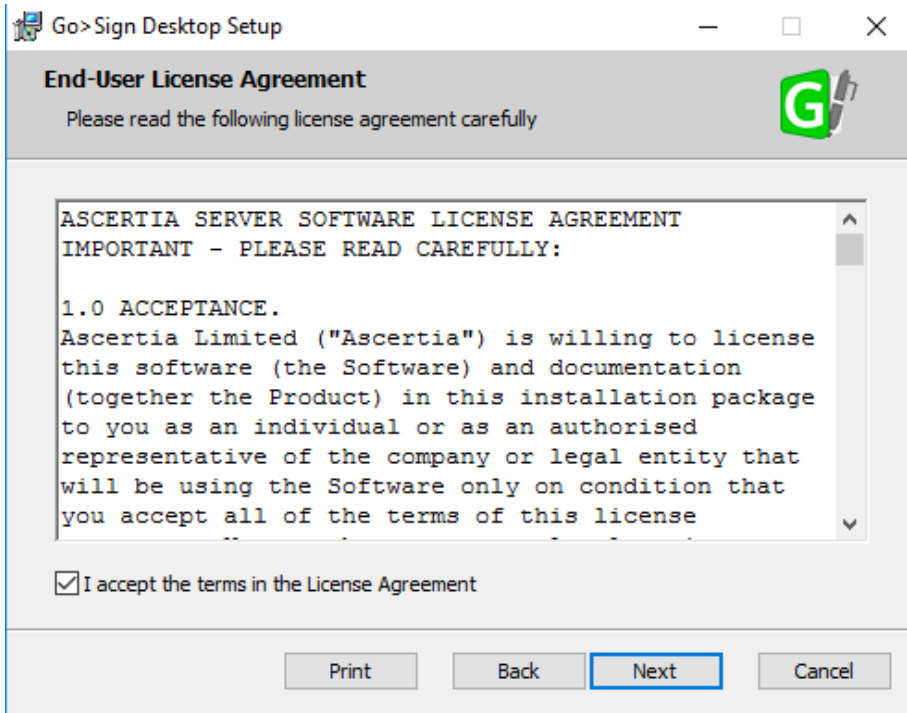 Go>Sign Desktop Setup
End-User License Agreement
Please read the following license agreement carefully
G
ASCERTIA SERVER SOFTWARE LICENSE AGREEMENT
IMPORTANT - PLEASE READ CAREFULLY:
1.0 ACCEPTANCE.
Ascertia Limited ("Ascertia") is willing to license
this software (the Software) and documentation
(together the Product) in this installation package
to you as an individual or as an authorised
representative of the company or legal entity that
will be using the Software only on condition that
you accept all of the terms of this license
I accept the terms in the License Agreement
Print
Back
Next
Cancel